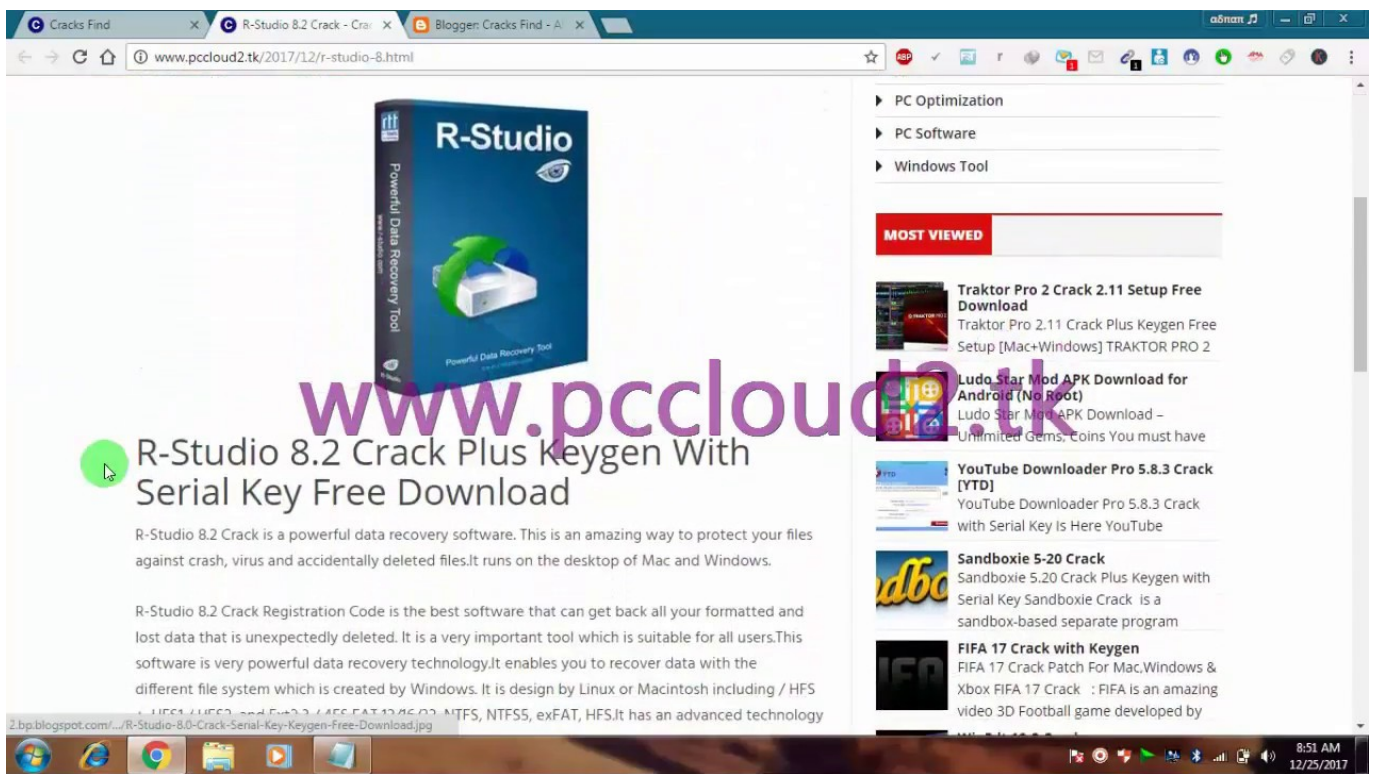 Cracks Find
R-Studio 8.2 Crack - Crac
Blogger: Cracks Find - A
www.pccloud2.tk/2017/12/r-studio-8.html
ABP
1
1
PC Optimization
PC Software
Windows Tool
MOST VIEWED
Traktor Pro 2 Crack 2.11 Setup Free
Download
Traktor Pro 2.11 Crack Plus Keygen Free
Setup [Mac+Windows] TRAKTOR PRO 2
Ludo Star Mod APK Download for
Android (No Root)
Ludo Star Mod APK Download –
Unlimited Gems, Coins You must have
YouTube Downloader Pro 5.8.3 Crack
[YTD]
YouTube Downloader Pro 5.8.3 Crack
with Serial Key Is Here YouTube
Sandboxie 5-20 Crack
Sandboxie 5.20 Crack Plus Keygen with
Serial Key Sandboxie Crack is a
sandbox-based separate program
FIFA 17 Crack with Keygen
FIFA 17 Crack Patch For Mac,Windows &
Xbox FIFA 17 Crack : FIFA is an amazing
video 3D Football game developed by
R-Studio
Powerful Data Recovery Tool
www.r-studio.com
Powerful Data Recovery Tool
R-Studio
www.pccloud2.tk
R-Studio 8.2 Crack Plus Keygen With
Serial Key Free Download
R-Studio 8.2 Crack is a powerful data recovery software. This is an amazing way to protect your files
against crash, virus and accidentally deleted files.It runs on the desktop of Mac and Windows.
R-Studio 8.2 Crack Registration Code is the best software that can get back all your formatted and
lost data that is unexpectedly deleted. It is a very important tool which is suitable for all users.This
software is very powerful data recovery technology.It enables you to recover data with the
different file system which is created by Windows. It is design by Linux or Macintosh including / HFS
NTFS, NTFS5, exFAT, HFS.It has an advanced technology
2.bp.blogspot.com/.../R-Studio-8.0-Crack-Serial-Key-Keygen-Free-Download.jpg
8:51 AM
12/25/2017